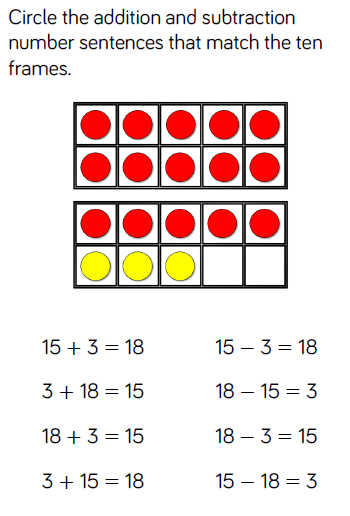 Circle the addition and subtraction
number sentences that match the ten
frames.
15 + 3 = 18
15 – 3 = 18
3 + 18 = 15
18 – 15 = 3
18 + 3 = 15
18 – 3 = 15
3 + 15 = 18
15 – 18 = 3